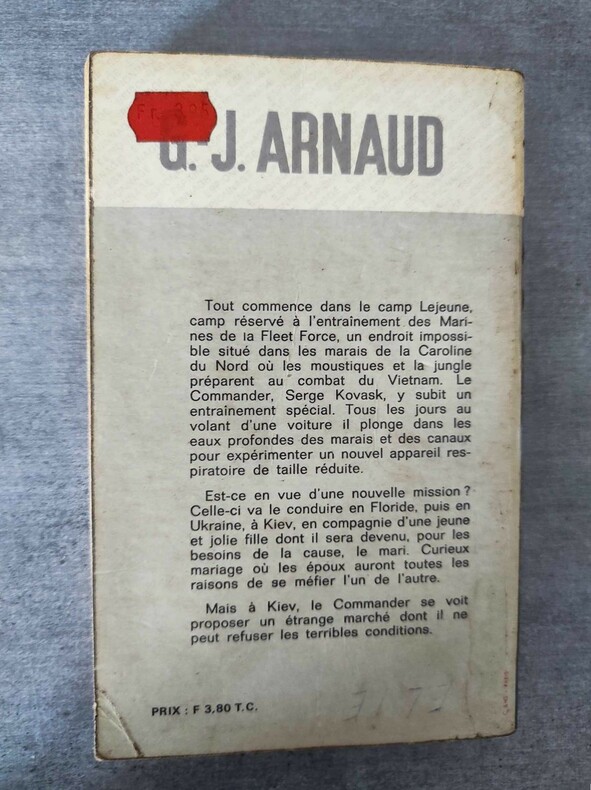 G.-J. ARNAUD
Tout commence dans le camp Lejeune,
camp réservé à l'entraînement des Mari-
nes de la Fleet Force, un endroit impossi-
ble situé dans les marais de la Caroline
du Nord où les moustiques et la jungle
préparent au combat du Vietnam. Le
Commander, Serge Kovask, y subit un
entraînement spécial. Tous les jours au
volant d'une voiture il plonge dans les
eaux profondes des marais et des canaux
pour expérimenter un nouvel appareil res-
piratoire de taille réduite.
Est-ce en vue d'une nouvelle mission ?
Celle-ci va le conduire en Floride, puis en
Ukraine, à Kiev, en compagnie d'une jeune
et jolie fille dont il sera devenu, pour les
besoins de la cause, le mari. Curieux
mariage où les époux auront toutes les
raisons de se méfier l'un de l'autre.
Mais à Kiev, le Commander se voit
proposer un étrange marché dont il ne
peut refuser les terribles conditions.
PRIX : F 3,80 T.C.